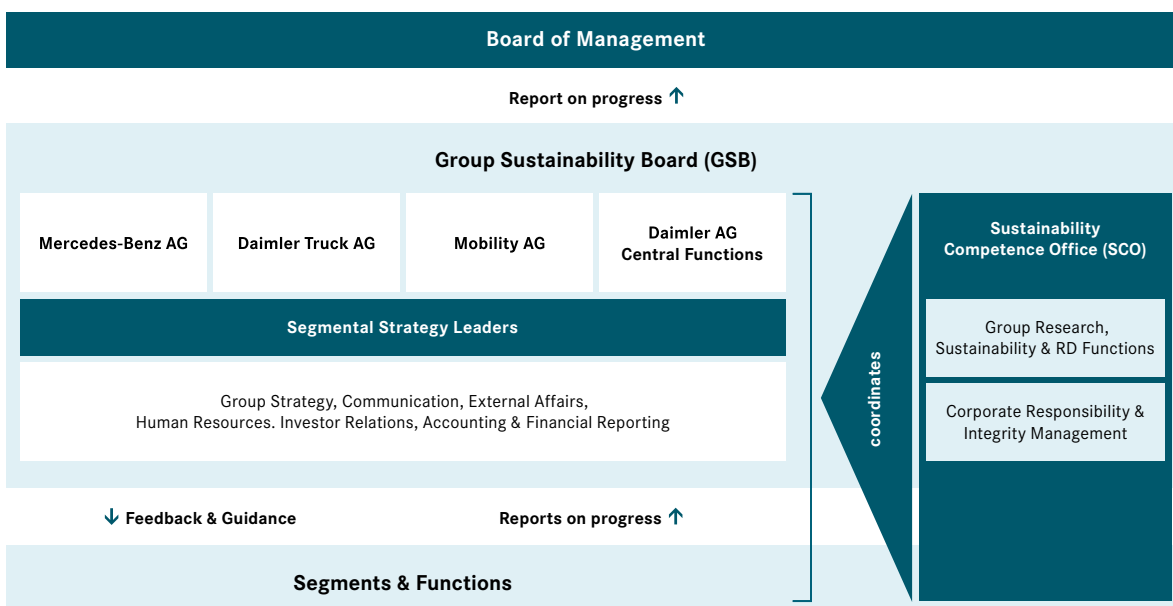 Board of Management
Report on progress ↑
Group Sustainability Board (GSB)
Mercedes-Benz AG
Daimler Truck AG
Mobility AG
Daimler AG
Central Functions
Segmental Strategy Leaders
Group Strategy, Communication, External Affairs,
Human Resources. Investor Relations, Accounting & Financial Reporting
coordinates
Sustainability
Competence Office (SCO)
Group Research,
Sustainability & RD Functions
Corporate Responsibility &
Integrity Management
↓ Feedback & Guidance
Reports on progress ↑
Segments & Functions